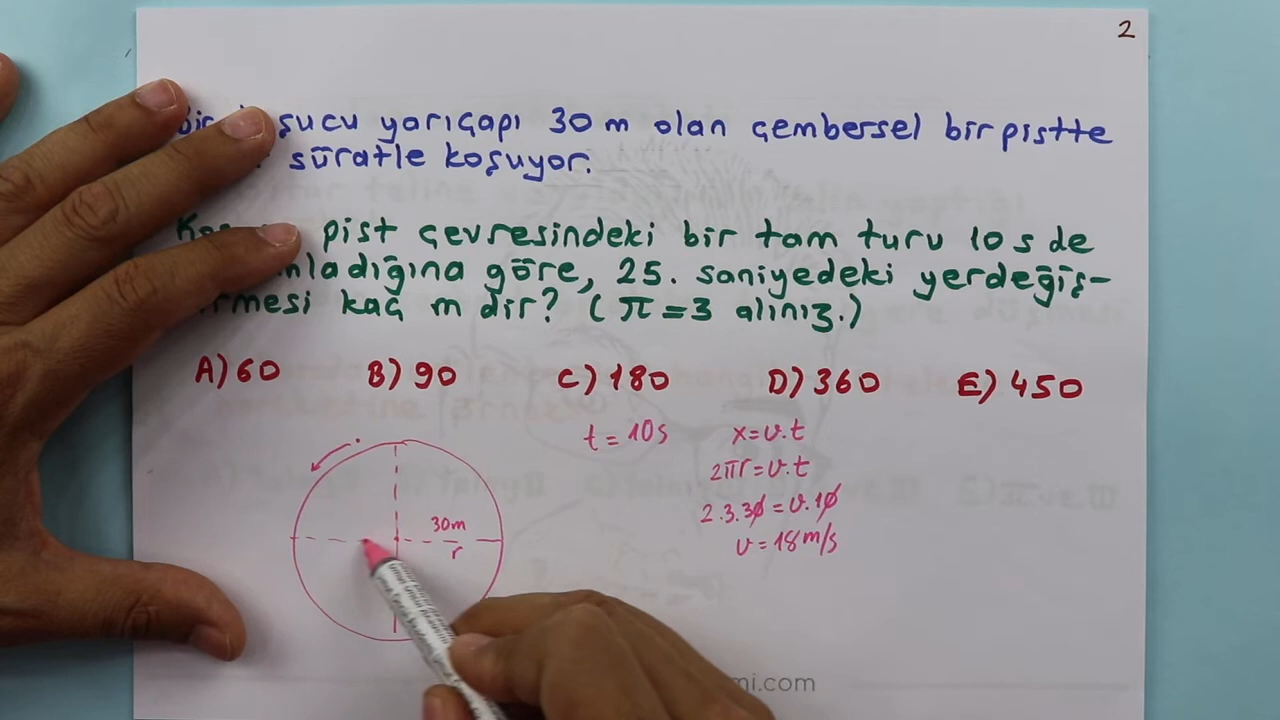 2
şucu yarıçapı 30 m olan çembersel bir pistte
süratle koşuyor.
pist çevresindeki bir tam turu 10 s de
nladığına göre, 25. saniyedeki yerdeğiş-
rmesi kaç m dir? (π = 3 alınız.)
A) 60 B) 90 C) 180 D) 360 E) 450
t = 10s
x = v.t
2πr = v.t
2.3.30 = v.10
v = 18 m/s
30m
r
mi.com